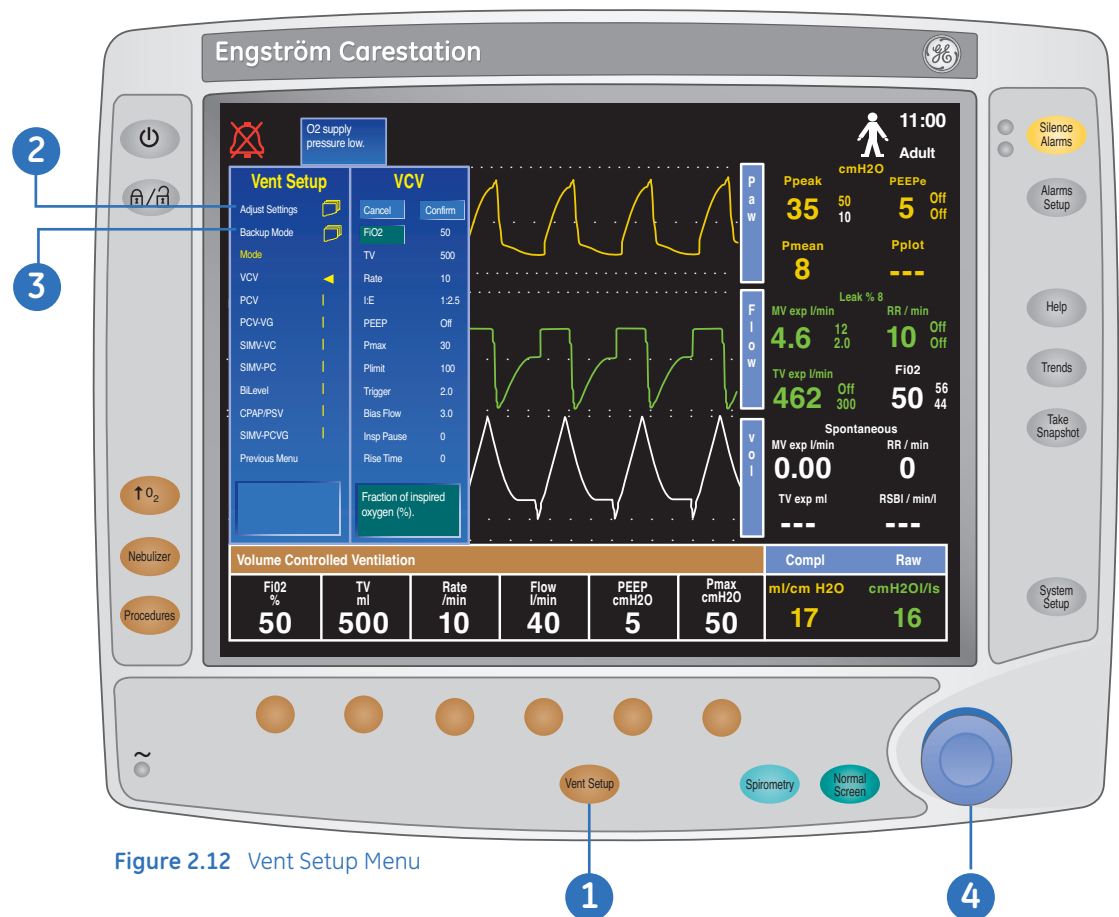 Engström Carestation
O2 supply
pressure low.
11:00
Adult
2
3
Vent Setup
Adjust Settings
Backup Mode
Mode
VCV
PCV
PCV-VG
SIMV-VC
SIMV-PC
BiLevel
CPAP/PSV
SIMV-PCVG
Previous Menu
VCV
Cancel Confirm
FiO2 50
TV 500
Rate 10
I:E 1:2.5
PEEP Off
Pmax 30
Plimit 100
Trigger 2.0
Bias Flow 3.0
Insp Pause 0
Rise Time 0
Fraction of inspired
oxygen (%).
Paw
Flow
vol
cmH2O
Ppeak PEEPe
35 50 10 5 Off Off
Pmean Pplot
8 ---
Leak % 8
MV exp l/min RR / min
4.6 12 2.0 10 Off Off
TV exp l/min Fi02
462 Off 300 50 56 44
Spontaneous
MV exp l/min RR / min
0.00 0
TV exp ml RSBI / min/l
--- ---
Volume Controlled Ventilation Compl Raw
Fi02 % 50
TV ml 500
Rate /min 10
Flow l/min 40
PEEP cmH2O 5
Pmax cmH2O 50
ml/cm H2O 17
cmH2Ol/ls 16
↑O2
Nebulizer
Procedures
Silence
Alarms
Alarms
Setup
Help
Trends
Take
Snapshot
System
Setup
~
Vent Setup
Spirometry
Normal
Screen
Figure 2.12 Vent Setup Menu
1
4